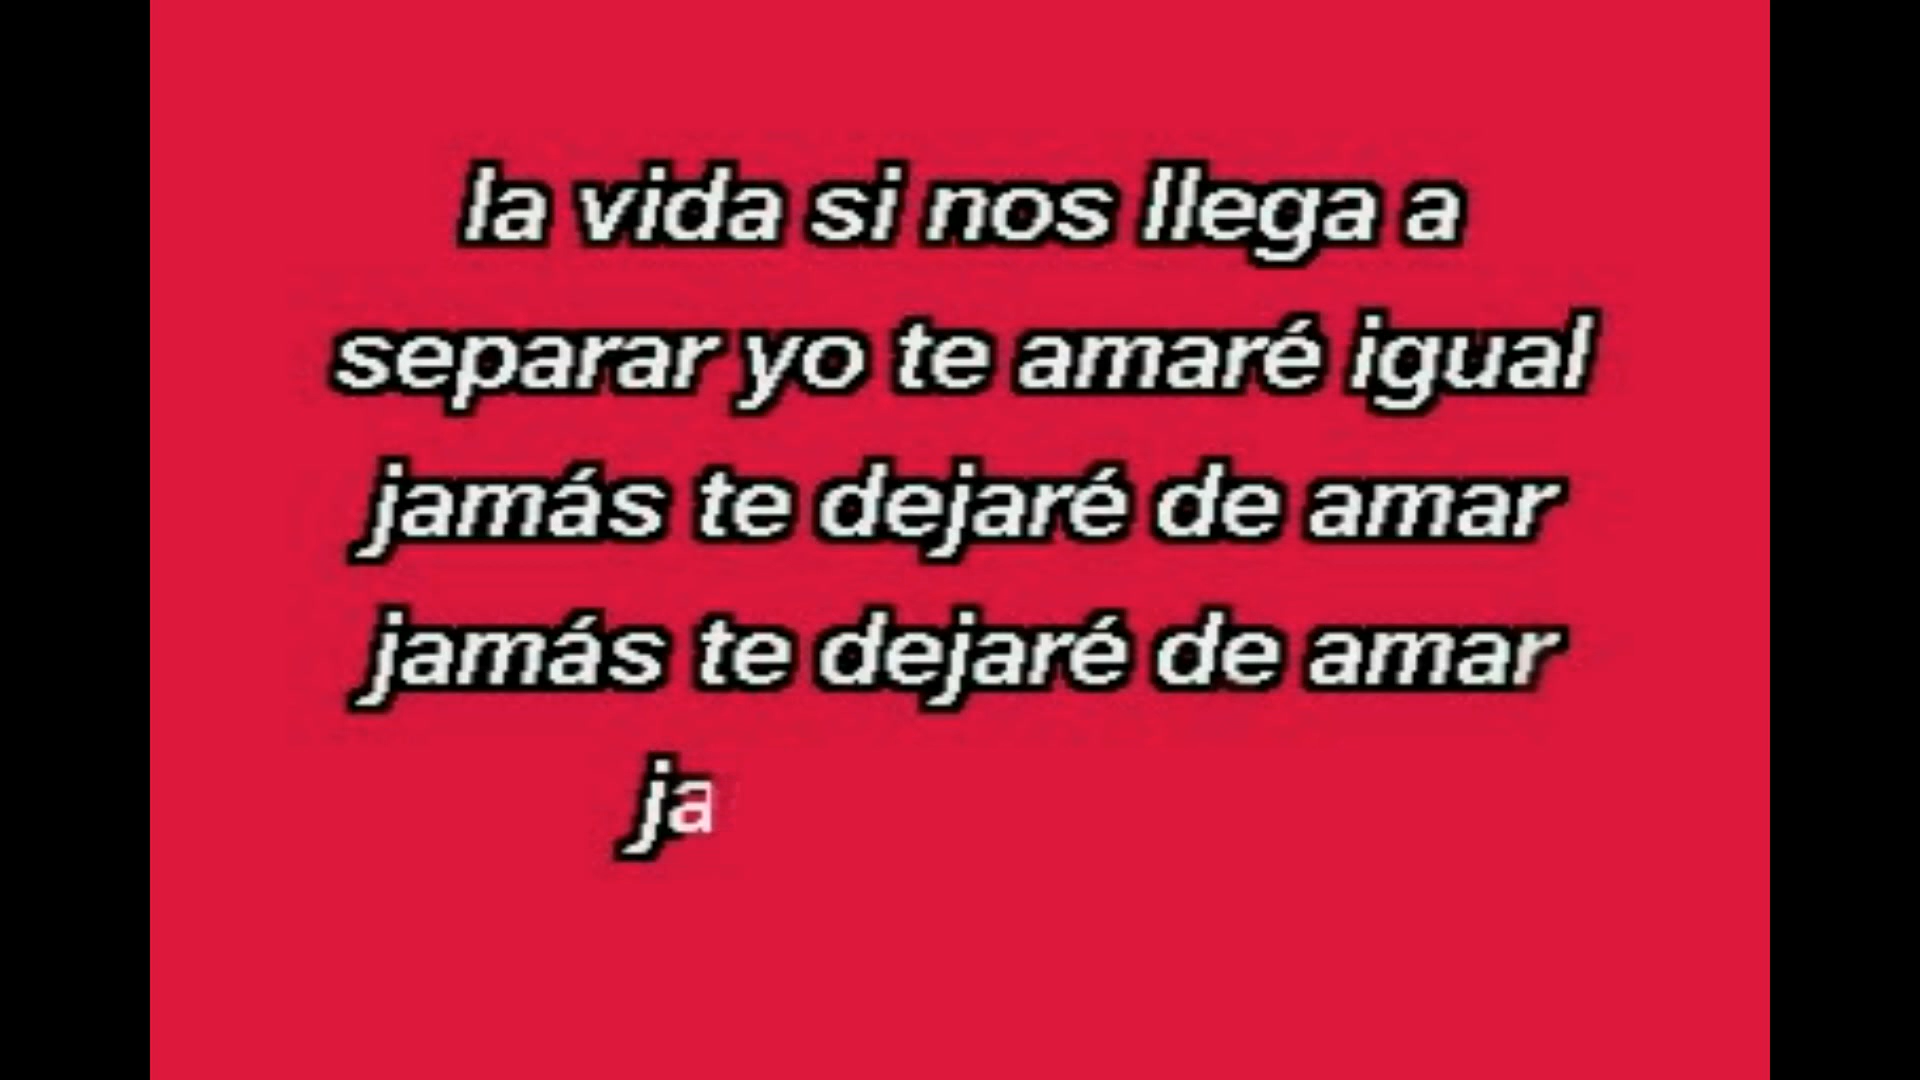 la vida si nos llega a
separar yo te amaré igual
jamás te dejaré de amar
jamás te dejaré de amar
ja